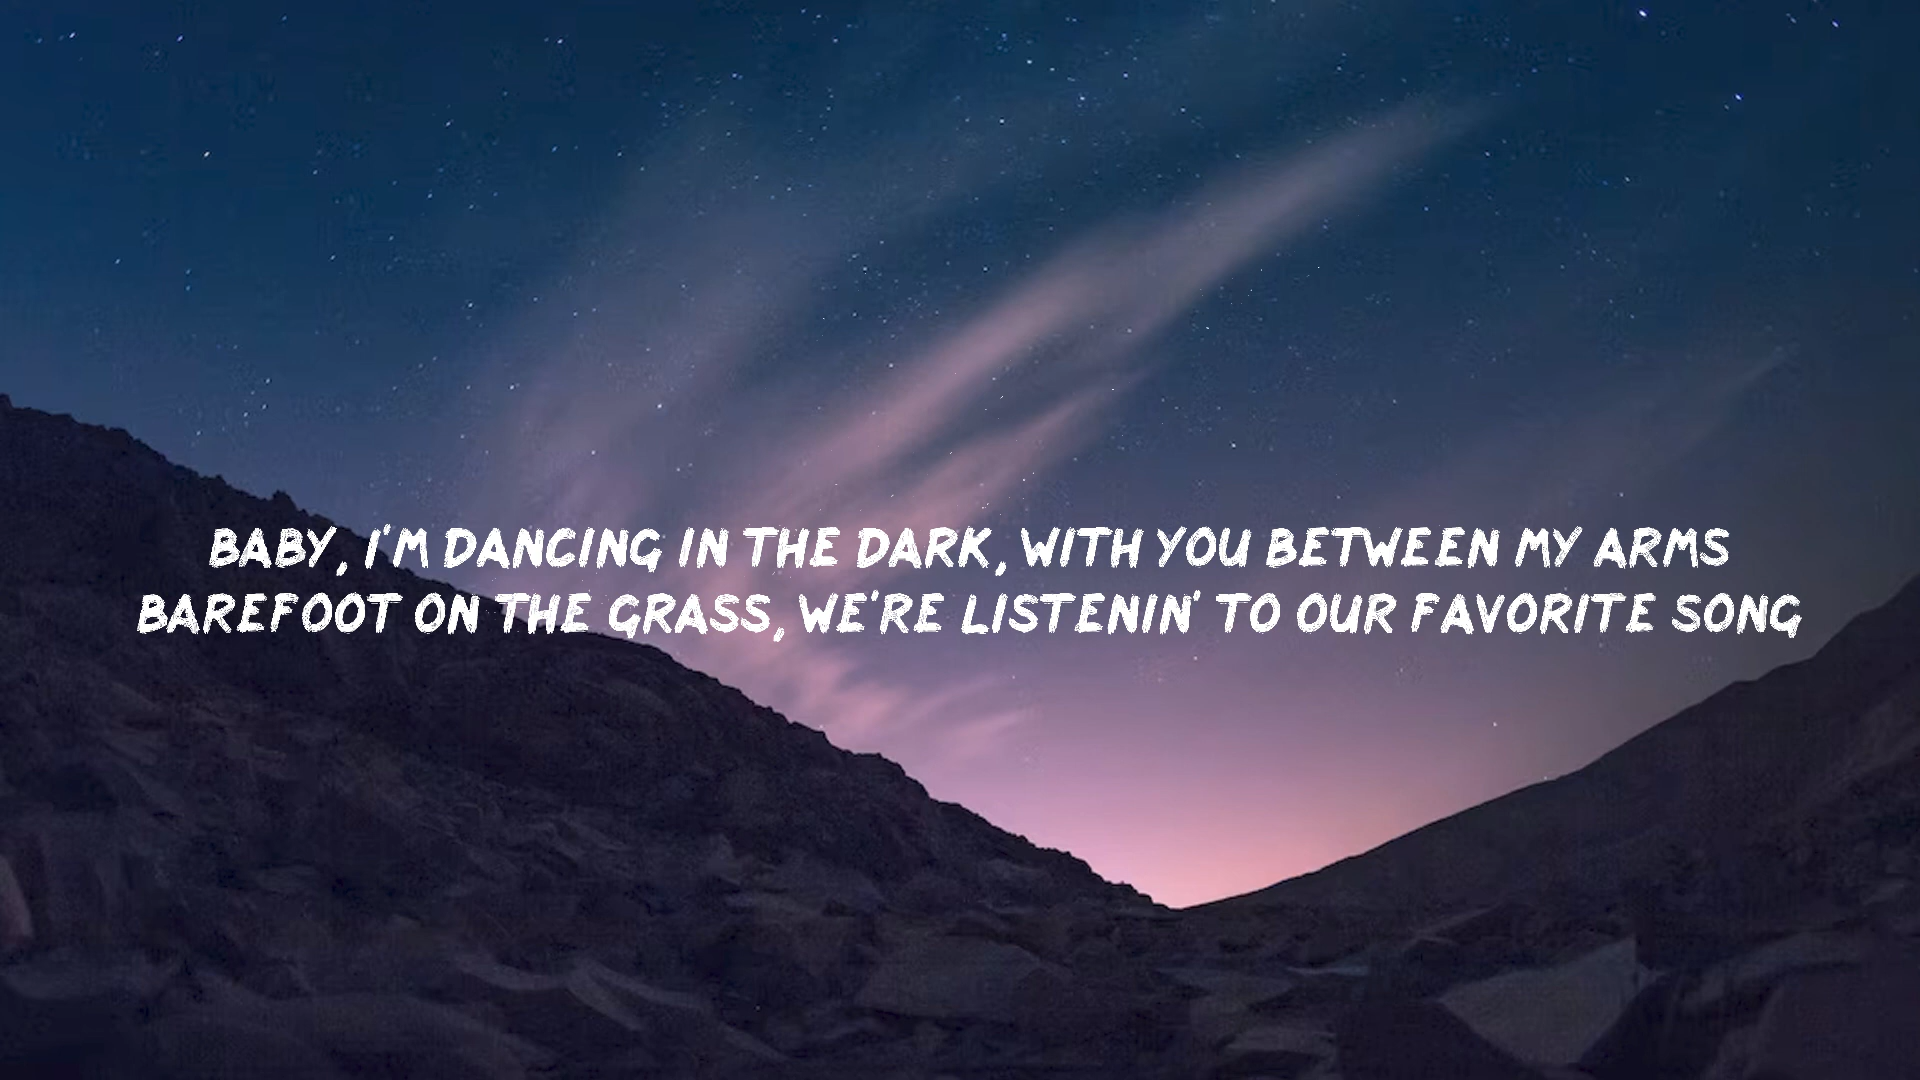 BABY, I'M DANCING IN THE DARK, WITH YOU BETWEEN MY ARMS
BAREFOOT ON THE GRASS, WE'RE LISTENIN' TO OUR FAVORITE SONG